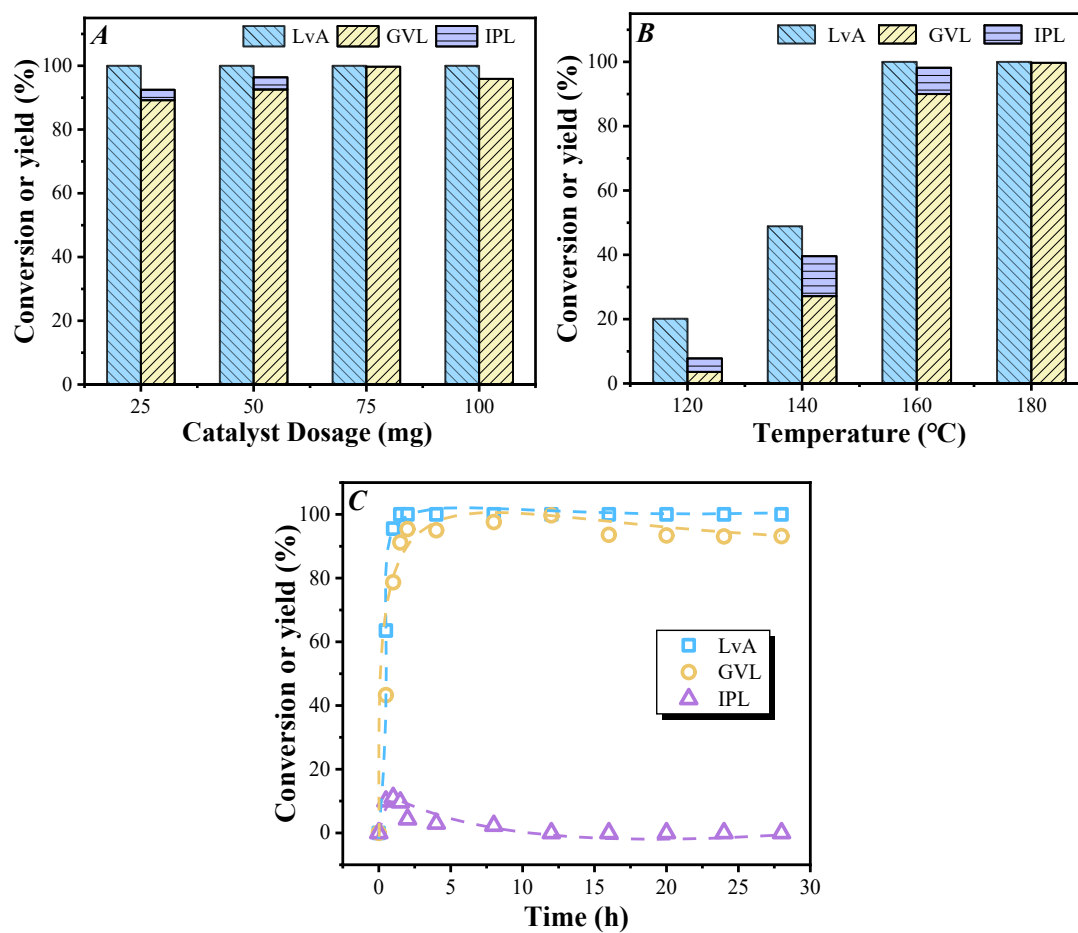 A
LvA GVL IPL
Conversion or yield (%)
100
80
60
40
20
0
25 50 75 100
Catalyst Dosage (mg)
B
LvA GVL IPL
Conversion or yield (%)
100
80
60
40
20
0
120 140 160 180
Temperature (°C)
C
Conversion or yield (%)
100
80
60
40
20
0
LvA
GVL
IPL
0 5 10 15 20 25 30
Time (h)